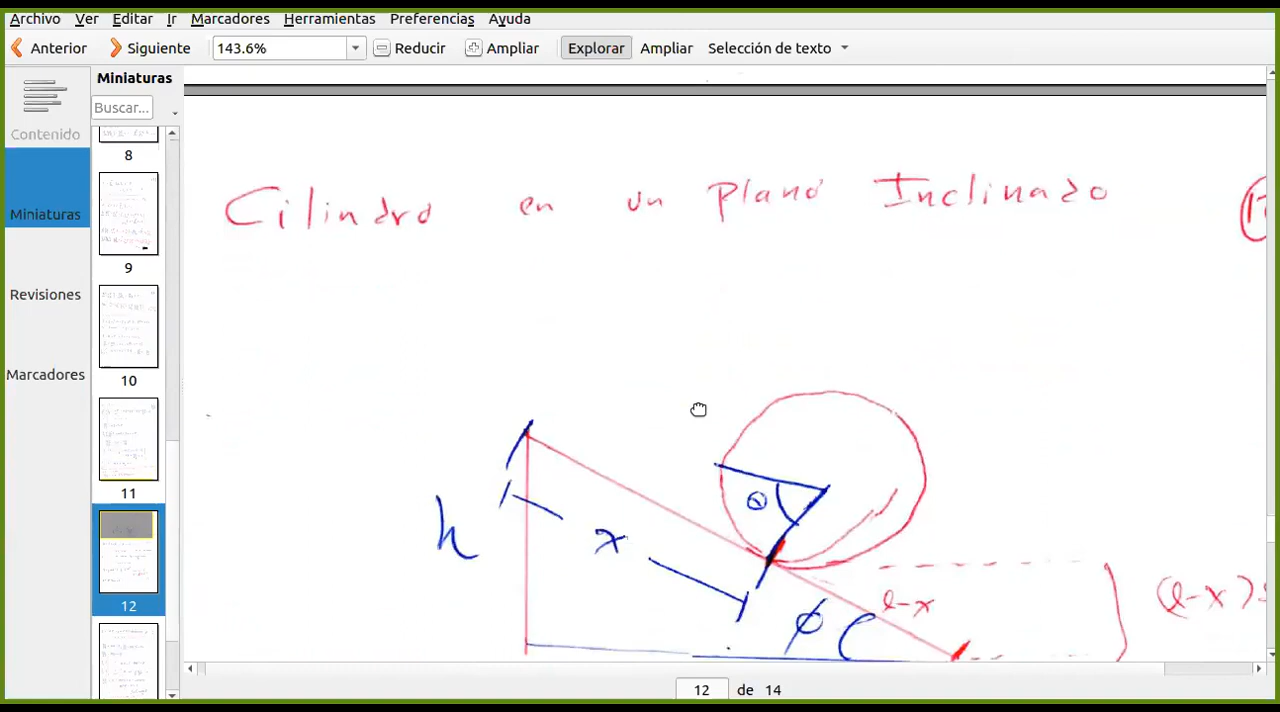 Archivo Ver Editar Ir Marcadores Herramientas Preferencias Ayuda
Anterior Siguiente 143.6% Reducir Ampliar Explorar Ampliar Selección de texto
Contenido
Miniaturas
Revisiones
Marcadores
Miniaturas
Buscar...
8
9
10
11
12
Cilindro en un Plano Inclinado
h
x
θ
ϕ
l-x
(l-x)
12 de 14